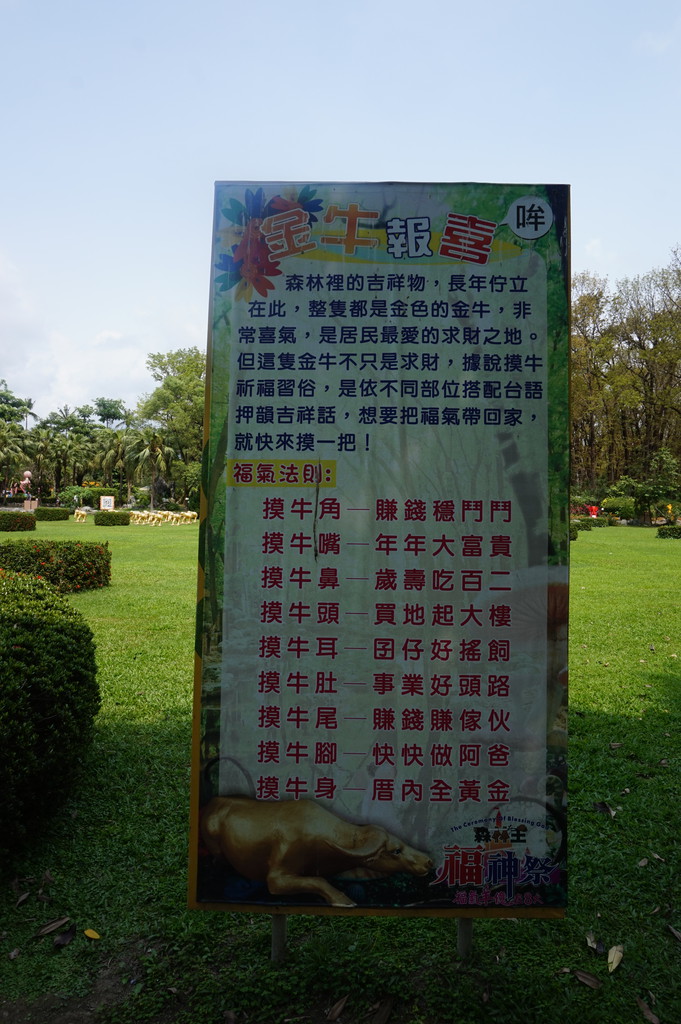 金牛報喜
哞
森林裡的吉祥物，長年佇立
在此，整隻都是金色的金牛，非
常喜氣，是居民最愛的求財之地。
但這隻金牛不只是求財，據說摸牛
祈福習俗，是依不同部位搭配台語
押韻吉祥話，想要把福氣帶回家，
就快來摸一把！
福氣法則:
摸牛角—賺錢穩鬥鬥
摸牛嘴—年年大富貴
摸牛鼻—歲壽吃百二
摸牛頭—買地起大樓
摸牛耳—囝仔好搖飼
摸牛肚—事業好頭路
摸牛尾—賺錢賺傢伙
摸牛腳—快快做阿爸
摸牛身—厝內全黃金
The Ceremony of Blessing
森林王
福神祭